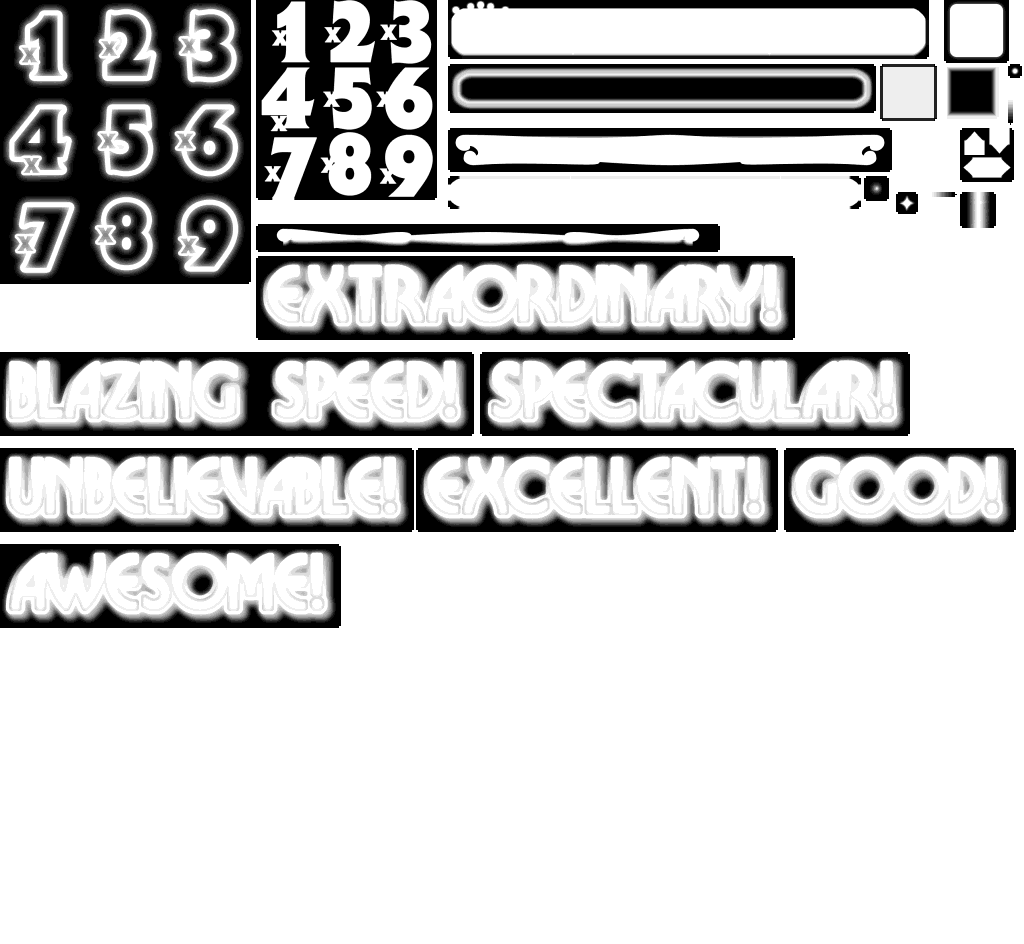 x1 x2 x3
x4 x5 x6
x7 x8 x9
x1 x2 x3
x4 x5 x6
x7 x8 x9
EXTRAORDINARY!
BLAZING SPEED!
SPECTACULAR!
UNBELIEVABLE!
EXCELLENT!
GOOD!
AWESOME!